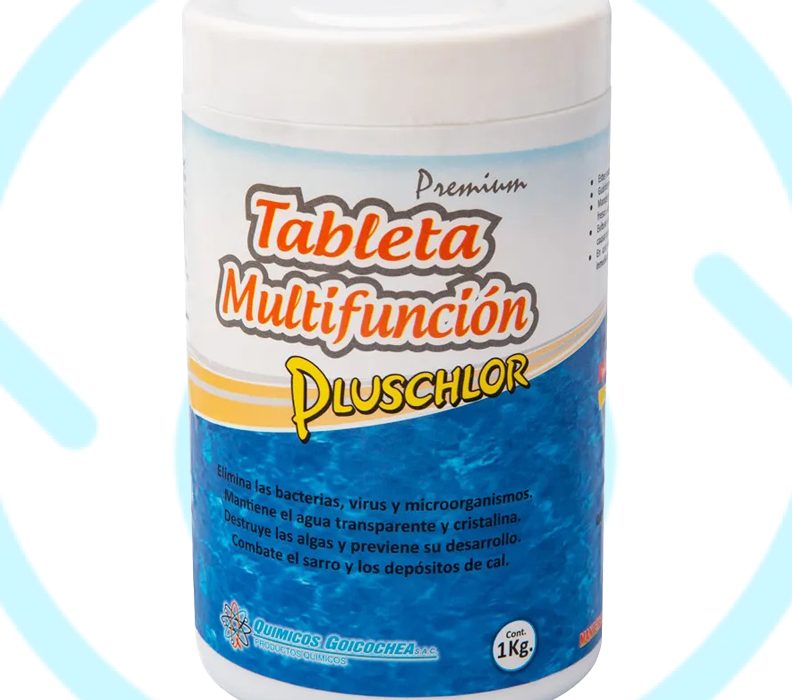 Premium
Tableta
Multifunción
PLUSCHLOR
Elimina las bacterias, virus y microorganismos.
Mantiene el agua transparente y cristalina.
Destruye las algas y previene su desarrollo.
Combate el sarro y los depósitos de cal.
QUIMICOS GOICOCHEA S.A.C.
PRODUCTOS QUIMICOS
Cont.
1Kg.